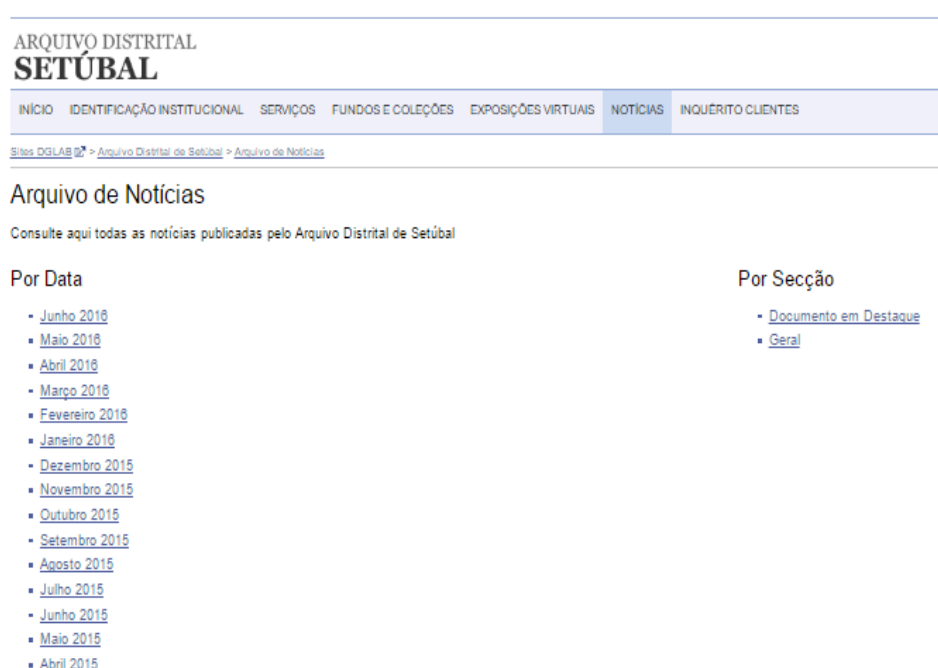 ARQUIVO DISTRITAL
SETÚBAL
INÍCIO IDENTIFICAÇÃO INSTITUCIONAL SERVIÇOS FUNDOS E COLEÇÕES EXPOSIÇÕES VIRTUAIS NOTÍCIAS INQUÉRITO CLIENTES
Sites DGLAB > Arquivo Distrital de Setúbal > Arquivo de Notícias
Arquivo de Notícias
Consulte aqui todas as notícias publicadas pelo Arquivo Distrital de Setúbal
Por Data
Junho 2016
Maio 2016
Abril 2016
Março 2016
Fevereiro 2016
Janeiro 2016
Dezembro 2015
Novembro 2015
Outubro 2015
Setembro 2015
Agosto 2015
Julho 2015
Junho 2015
Maio 2015
Abril 2015
Por Secção
Documento em Destaque
Geral